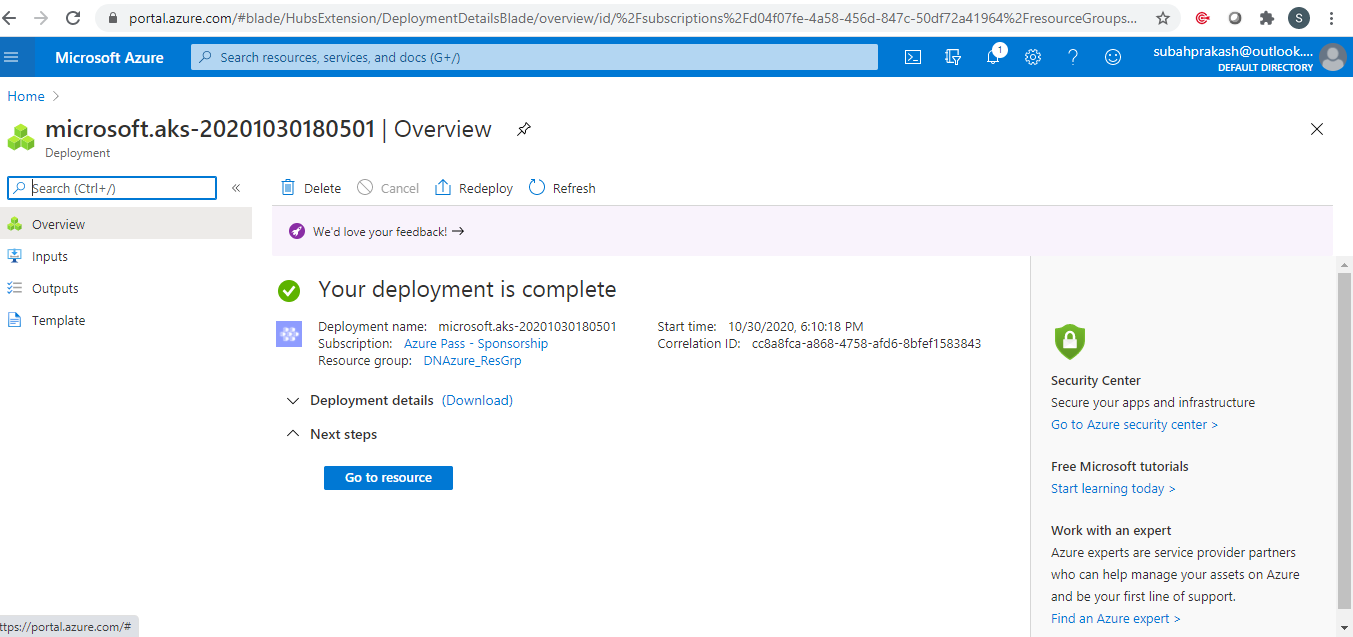 portal.azure.com/#blade/HubsExtension/DeploymentDetailsBlade/overview/id/%2Fsubscriptions%2Fd04f07fe-4a58-456d-847c-50df72a41964%2FresourceGroups...
S
Microsoft Azure
Search resources, services, and docs (G+/)
1
subahprakash@outlook....
DEFAULT DIRECTORY
Home
microsoft.aks-20201030180501 | Overview
Deployment
Search (Ctrl+/)
«
Delete
Cancel
Redeploy
Refresh
Overview
Inputs
Outputs
Template
We'd love your feedback! →
Your deployment is complete
Deployment name: microsoft.aks-20201030180501
Subscription: Azure Pass - Sponsorship
Resource group: DNAzure_ResGrp
Start time: 10/30/2020, 6:10:18 PM
Correlation ID: cc8a8fca-a868-4758-afd6-8bfef1583843
Deployment details (Download)
Next steps
Go to resource
Security Center
Secure your apps and infrastructure
Go to Azure security center >
Free Microsoft tutorials
Start learning today >
Work with an expert
Azure experts are service provider partners
who can help manage your assets on Azure
and be your first line of support.
Find an Azure expert >
ttps://portal.azure.com/#